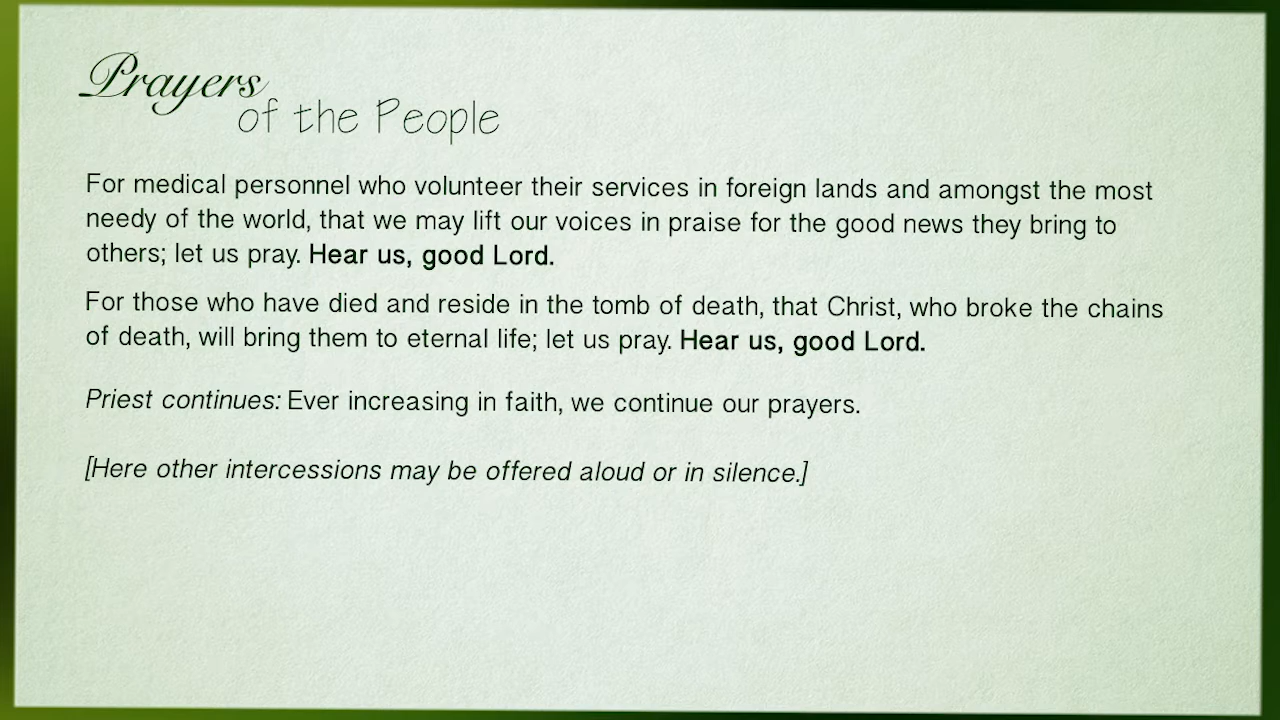 Prayers
of the People
For medical personnel who volunteer their services in foreign lands and amongst the most
needy of the world, that we may lift our voices in praise for the good news they bring to
others; let us pray. Hear us, good Lord.
For those who have died and reside in the tomb of death, that Christ, who broke the chains
of death, will bring them to eternal life; let us pray. Hear us, good Lord.
Priest continues: Ever increasing in faith, we continue our prayers.
[Here other intercessions may be offered aloud or in silence.]